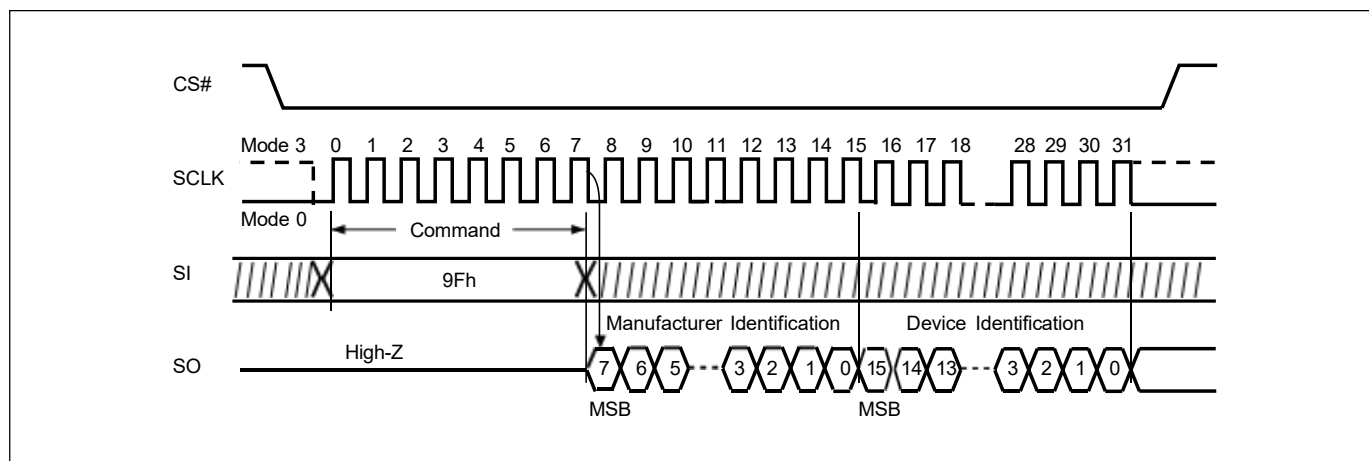 CS#
Mode 3 0 1 2 3 4 5 6 7 8 9 10 11 12 13 14 15 16 17 18 28 29 30 31
SCLK
Mode 0
Command
SI 9Fh
Manufacturer Identification Device Identification
High-Z
SO 7 6 5 3 2 1 0 15 14 13 3 2 1 0
MSB MSB